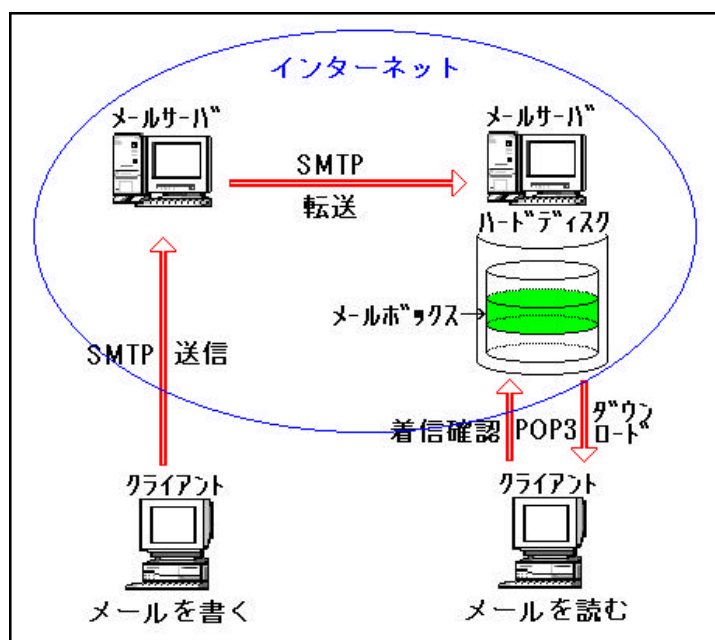 インターネット
メールサーバ
メールサーバ
SMTP
転送
ハードディスク
メールボックス
SMTP 送信
着信確認 POP3 ダウン
ロード
クライアント
クライアント
メールを書く
メールを読む